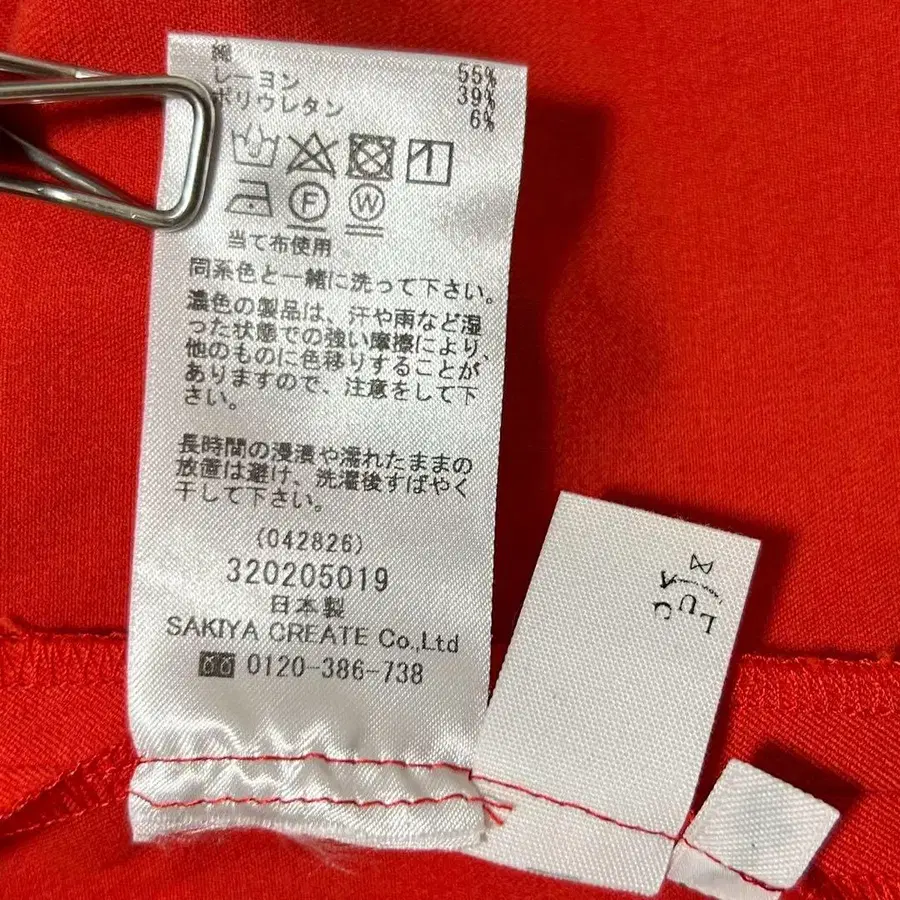 綿 55%
レーヨン 39%
ポリウレタン 6%
F W
当て布使用
同系色と一緒に洗って下さい。
濃色の製品は、汗や雨など湿
った状態での強い摩擦により、
他のものに色移りすることが
ありますので、注意をして下
さい。
長時間の浸漬や濡れたままの
放置は避け、洗濯後すばやく
干して下さい。
(042826)
320205019
日本製
SAKIYA CREATE Co.,Ltd
0120-386-738